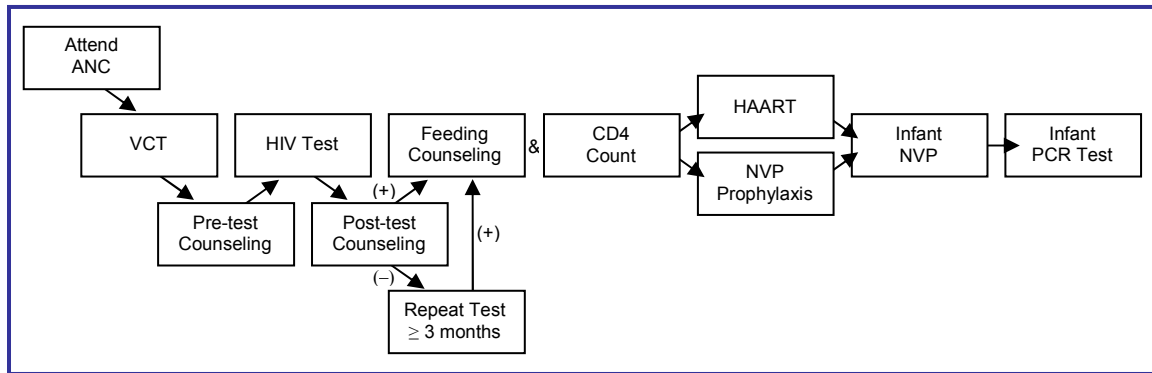 Attend
ANC
VCT
Pre-test
Counseling
HIV Test
Post-test
Counseling
(+)
(–)
Repeat Test
≥ 3 months
(+)
Feeding
Counseling
&
CD4
Count
HAART
NVP
Prophylaxis
Infant
NVP
Infant
PCR Test